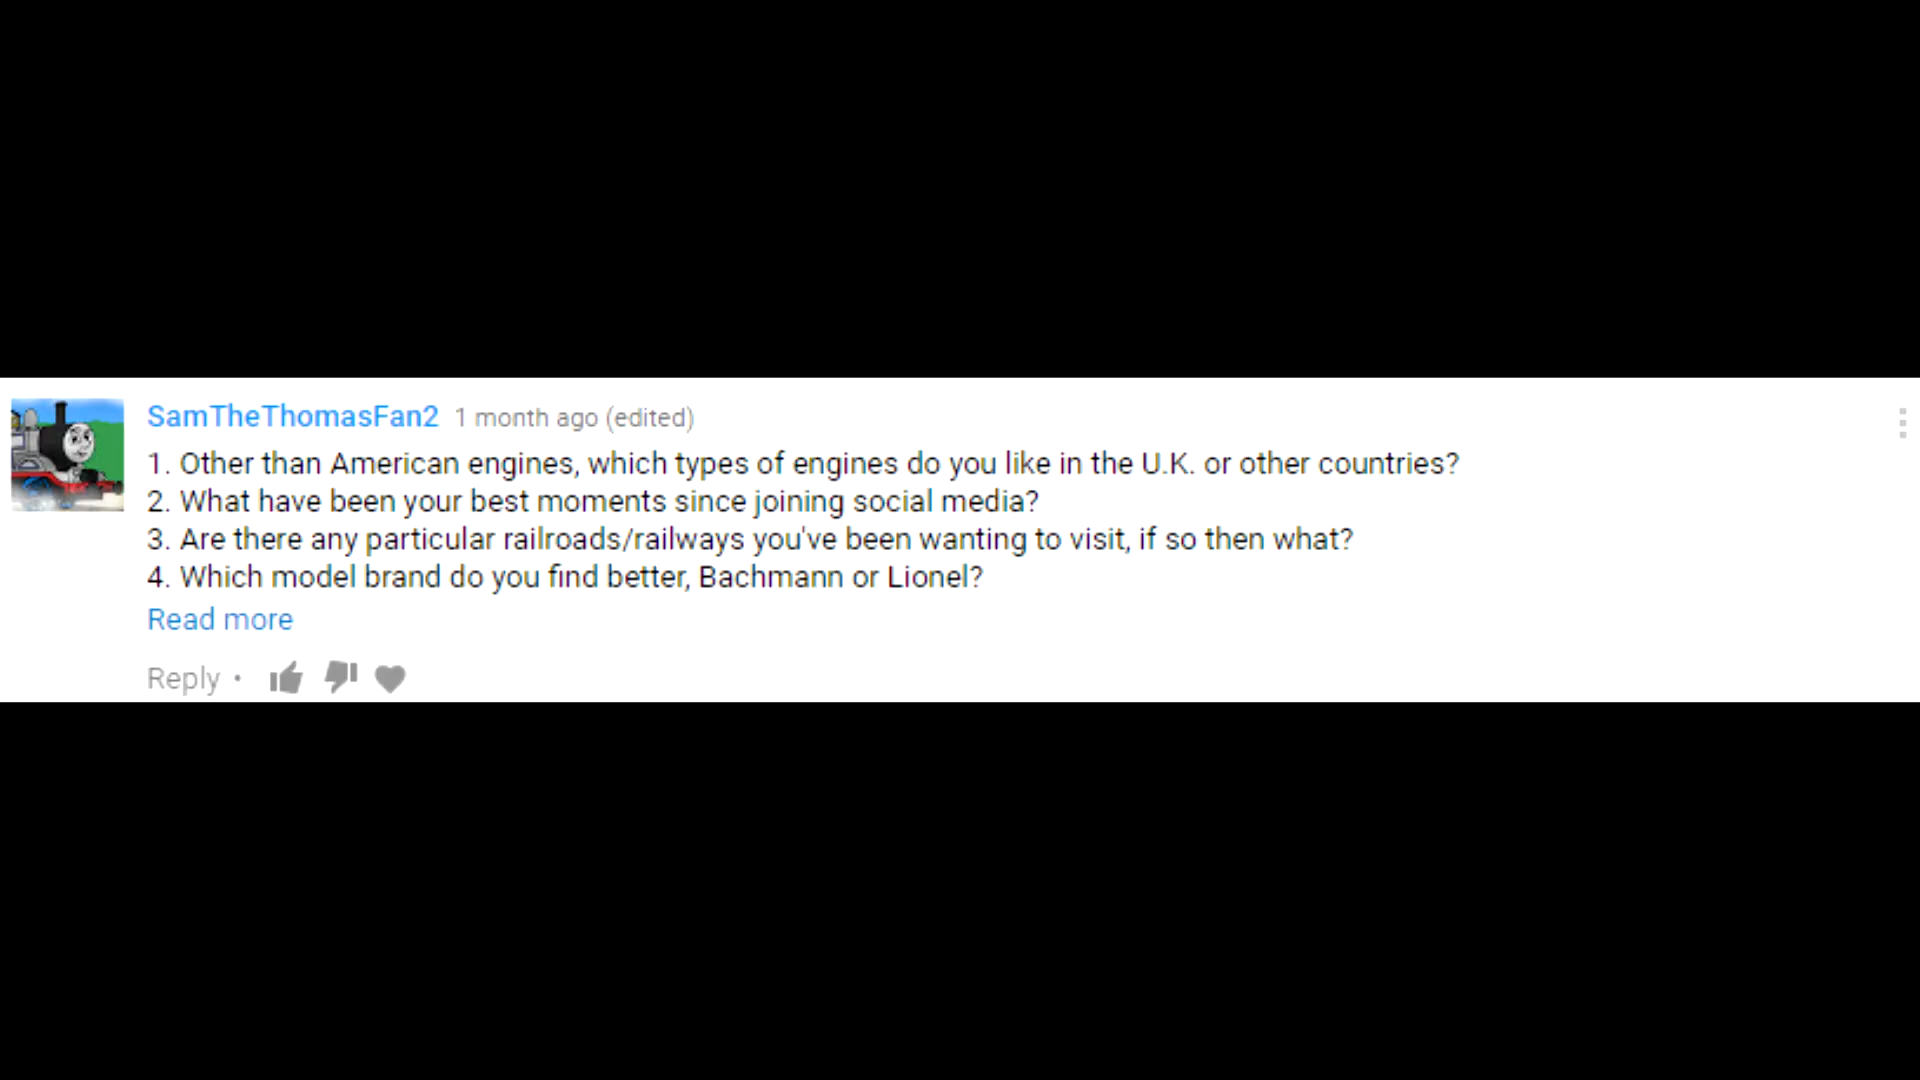 SamTheThomasFan2 1 month ago (edited)
1. Other than American engines, which types of engines do you like in the U.K. or other countries?
2. What have been your best moments since joining social media?
3. Are there any particular railroads/railways you've been wanting to visit, if so then what?
4. Which model brand do you find better, Bachmann or Lionel?
Read more
Reply •